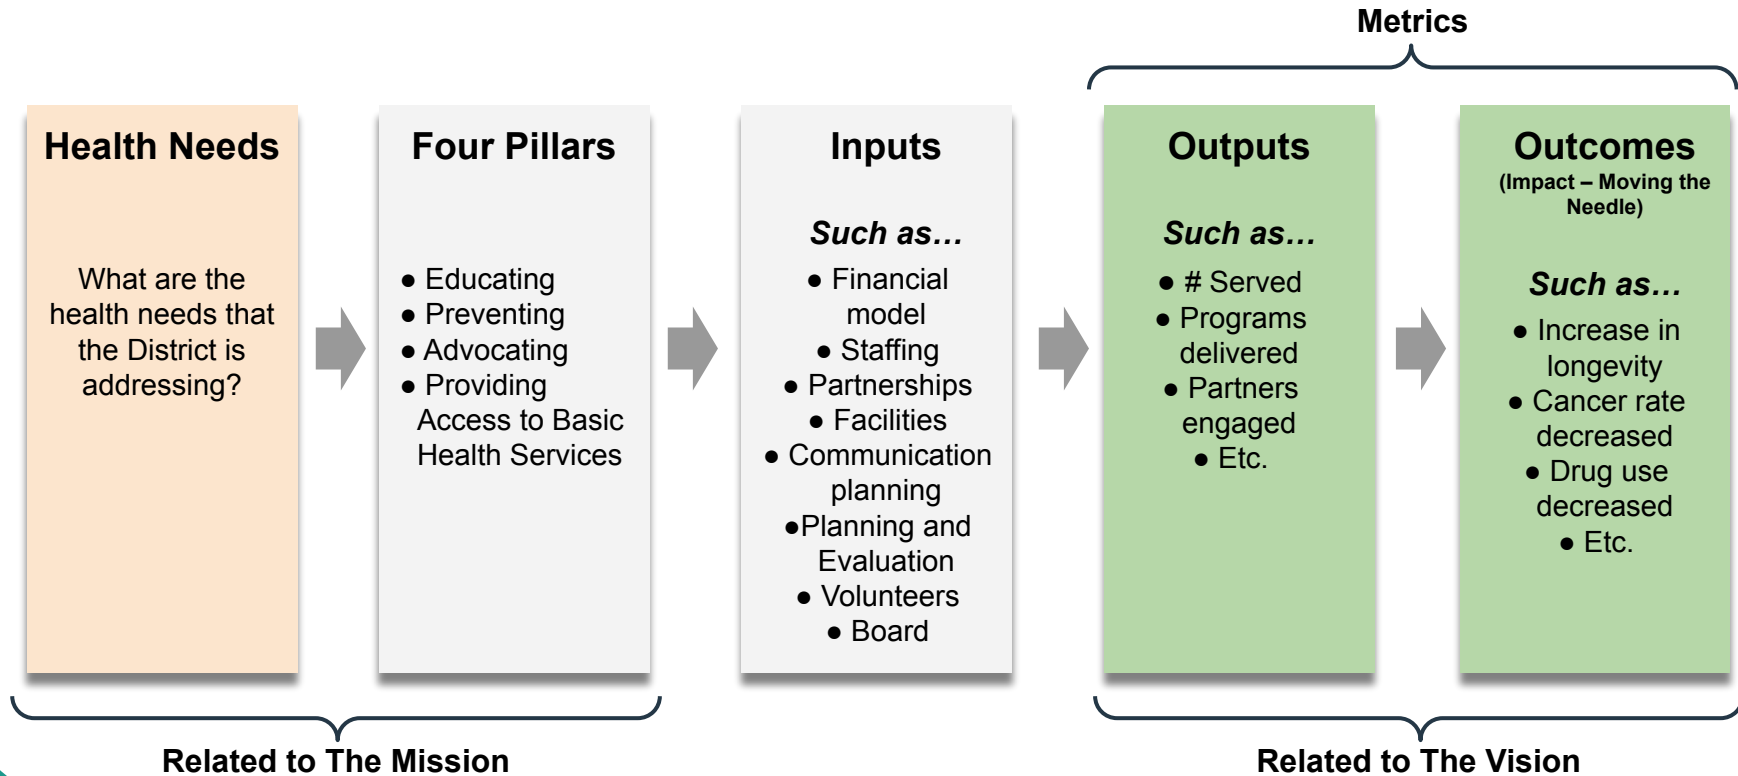 Metrics
Health Needs
What are the
health needs that
the District is
addressing?
Four Pillars
● Educating
● Preventing
● Advocating
● Providing
Access to Basic
Health Services
Inputs
Such as…
● Financial
model
● Staffing
● Partnerships
● Facilities
● Communication
planning
●Planning and
Evaluation
● Volunteers
● Board
Outputs
Such as…
● # Served
● Programs
delivered
● Partners
engaged
● Etc.
Outcomes
(Impact – Moving the
Needle)
Such as…
● Increase in
longevity
● Cancer rate
decreased
● Drug use
decreased
● Etc.
Related to The Mission
Related to The Vision